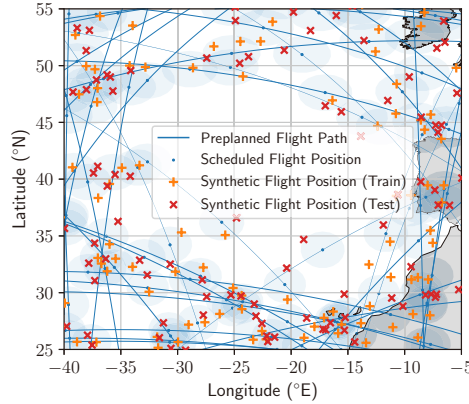 55
50
45
40
35
30
25
Latitude (°N)
Preplanned Flight Path
Scheduled Flight Position
Synthetic Flight Position (Train)
Synthetic Flight Position (Test)
−40 −35 −30 −25 −20 −15 −10 −5
Longitude (°E)